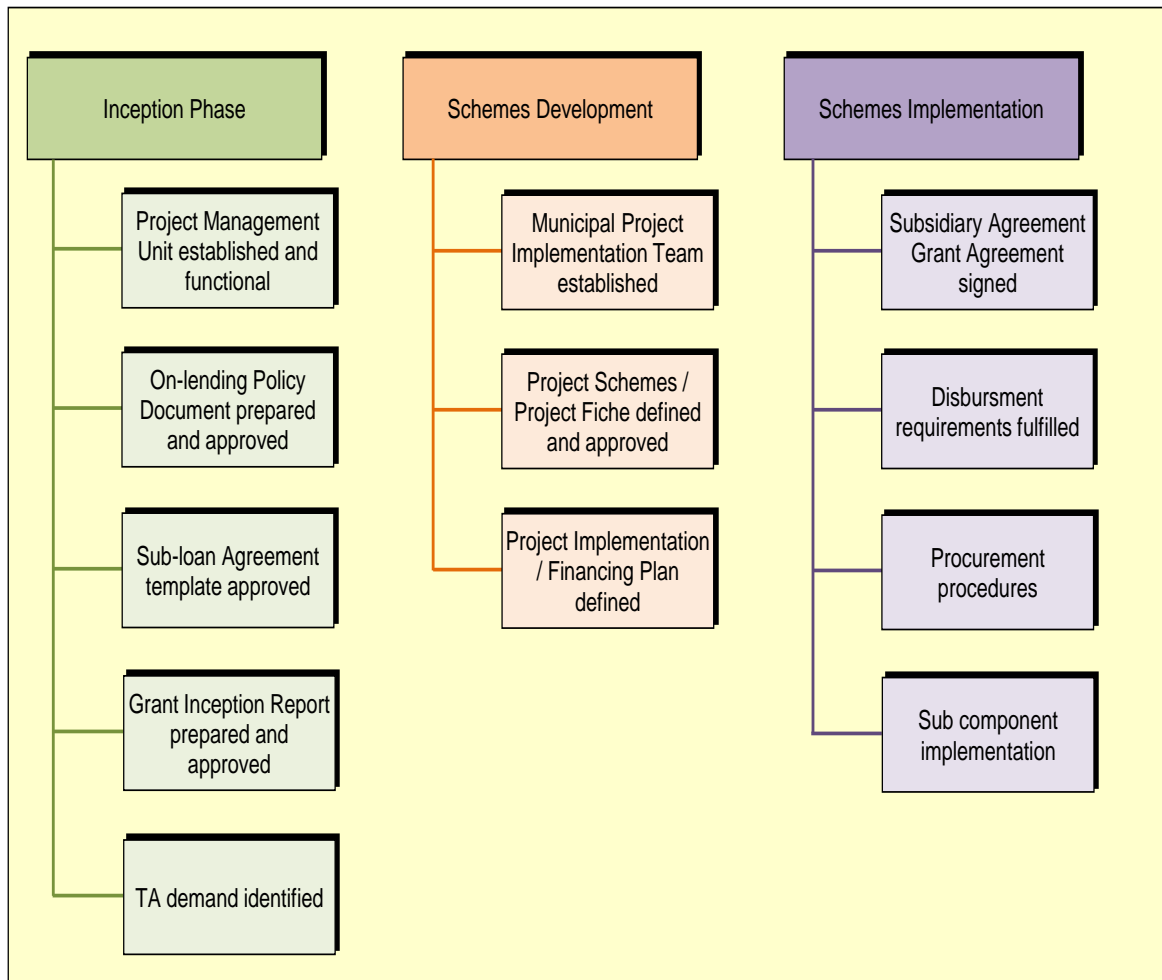 Inception Phase
Project Management
Unit established and
functional
On-lending Policy
Document prepared
and approved
Sub-loan Agreement
template approved
Grant Inception Report
prepared and
approved
TA demand identified
Schemes Development
Municipal Project
Implementation Team
established
Project Schemes /
Project Fiche defined
and approved
Project Implementation
/ Financing Plan
defined
Schemes Implementation
Subsidiary Agreement
Grant Agreement
signed
Disbursment
requirements fulfilled
Procurement
procedures
Sub component
implementation